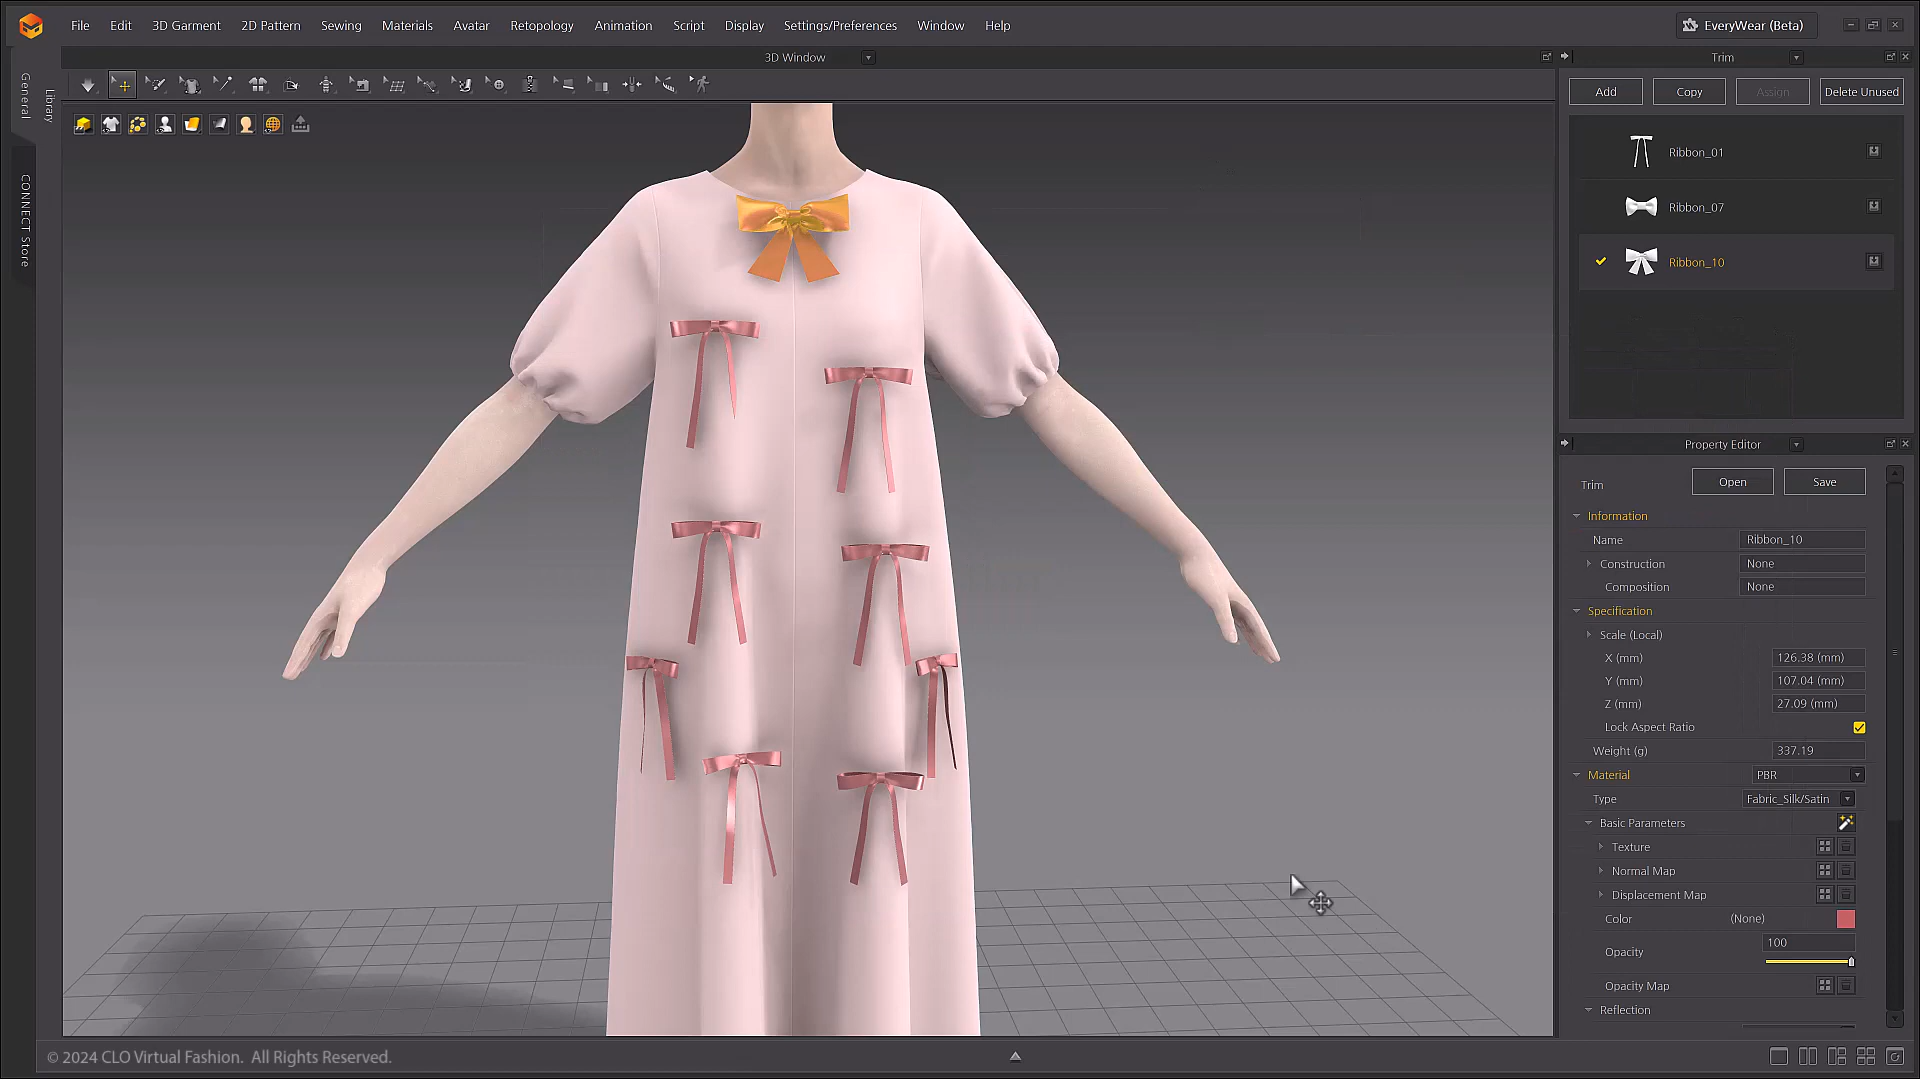 File Edit 3D Garment 2D Pattern Sewing Materials Avatar Retopology Animation Script Display Settings/Preferences Window Help EveryWear (Beta)
3D Window
Trim
General
Library
CONNECT Store
Add Copy Assign Delete Unused
Ribbon_01
Ribbon_07
Ribbon_10
Property Editor
Trim Open Save
Information
Name Ribbon_10
Construction None
Composition None
Specification
Scale (Local)
X (mm) 126.38 (mm)
Y (mm) 107.04 (mm)
Z (mm) 27.09 (mm)
Lock Aspect Ratio
Weight (g) 337.19
Material PBR
Type Fabric_Silk/Satin
Basic Parameters
Texture
Normal Map
Displacement Map
Color (None)
Opacity 100
Opacity Map
Reflection
© 2024 CLO Virtual Fashion. All Rights Reserved.